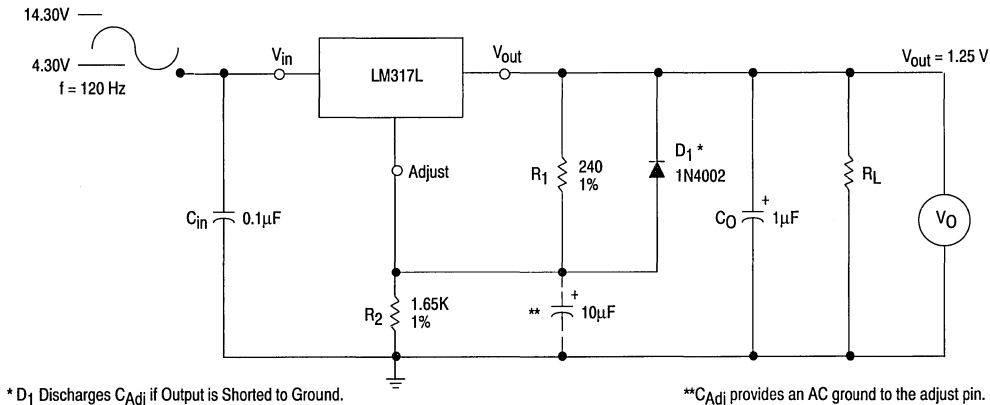 14.30V
4.30V
f = 120 Hz
Vin
LM317L
Vout
Vout = 1.25 V
Adjust
R1
240
1%
D1 *
1N4002
RL
Cin
0.1μF
CO
+
1μF
VO
R2
1.65K
1%
**
+
10μF
* D1 Discharges CAdj if Output is Shorted to Ground.
**CAdj provides an AC ground to the adjust pin.